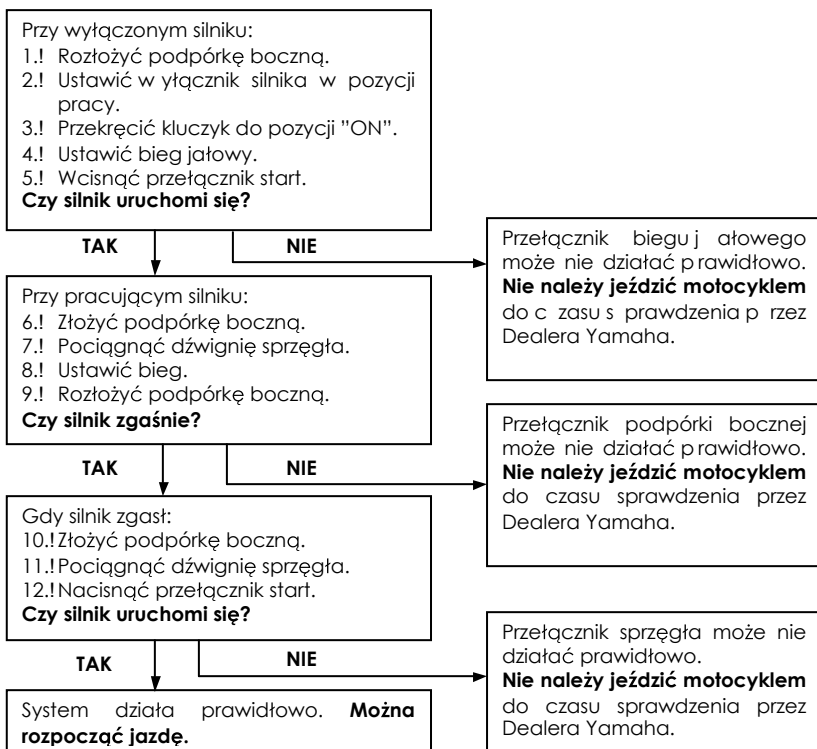 Przy wyłączonym silniku:
1.! Rozłożyć podpórkę boczną.
2.! Ustawić w yłącznik silnika w pozycji
pracy.
3.! Przekręcić kluczyk do pozycji ”ON”.
4.! Ustawić bieg jałowy.
5.! Wcisnąć przełącznik start.
Czy silnik uruchomi się?
TAK NIE
Przełącznik biegu j ałowego
może nie działać p rawidłowo.
Nie należy jeździć motocyklem
do c zasu s prawdzenia p rzez
Dealera Yamaha.
Przy pracującym silniku:
6.! Złożyć podpórkę boczną.
7.! Pociągnąć dźwignię sprzęgła.
8.! Ustawić bieg.
9.! Rozłożyć podpórkę boczną.
Czy silnik zgaśnie?
TAK NIE
Przełącznik podpórki bocznej
może nie działać p rawidłowo.
Nie należy jeździć motocyklem
do czasu sprawdzenia przez
Dealera Yamaha.
Gdy silnik zgasł:
10.! Złożyć podpórkę boczną.
11.! Pociągnąć dźwignię sprzęgła.
12.! Nacisnąć przełącznik start.
Czy silnik uruchomi się?
TAK NIE
Przełącznik sprzęgła może nie
działać prawidłowo.
Nie należy jeździć motocyklem
do czasu sprawdzenia przez
Dealera Yamaha.
System działa prawidłowo. Można
rozpocząć jazdę.